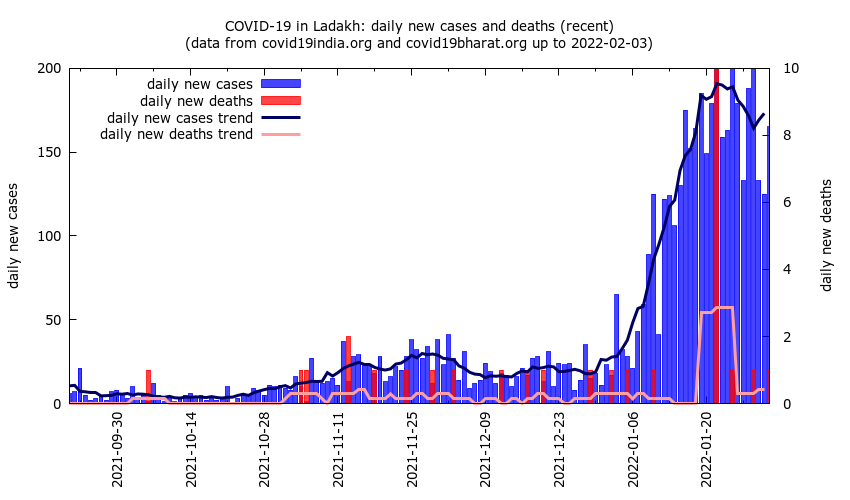 COVID-19 in Ladakh: daily new cases and deaths (recent)
(data from covid19india.org and covid19bharat.org up to 2022-02-03)
daily new cases
daily new deaths
daily new cases trend
daily new deaths trend
200
150
100
50
0
10
8
6
4
2
0
daily new cases
daily new deaths
2021-09-30
2021-10-14
2021-10-28
2021-11-11
2021-11-25
2021-12-09
2021-12-23
2022-01-06
2022-01-20